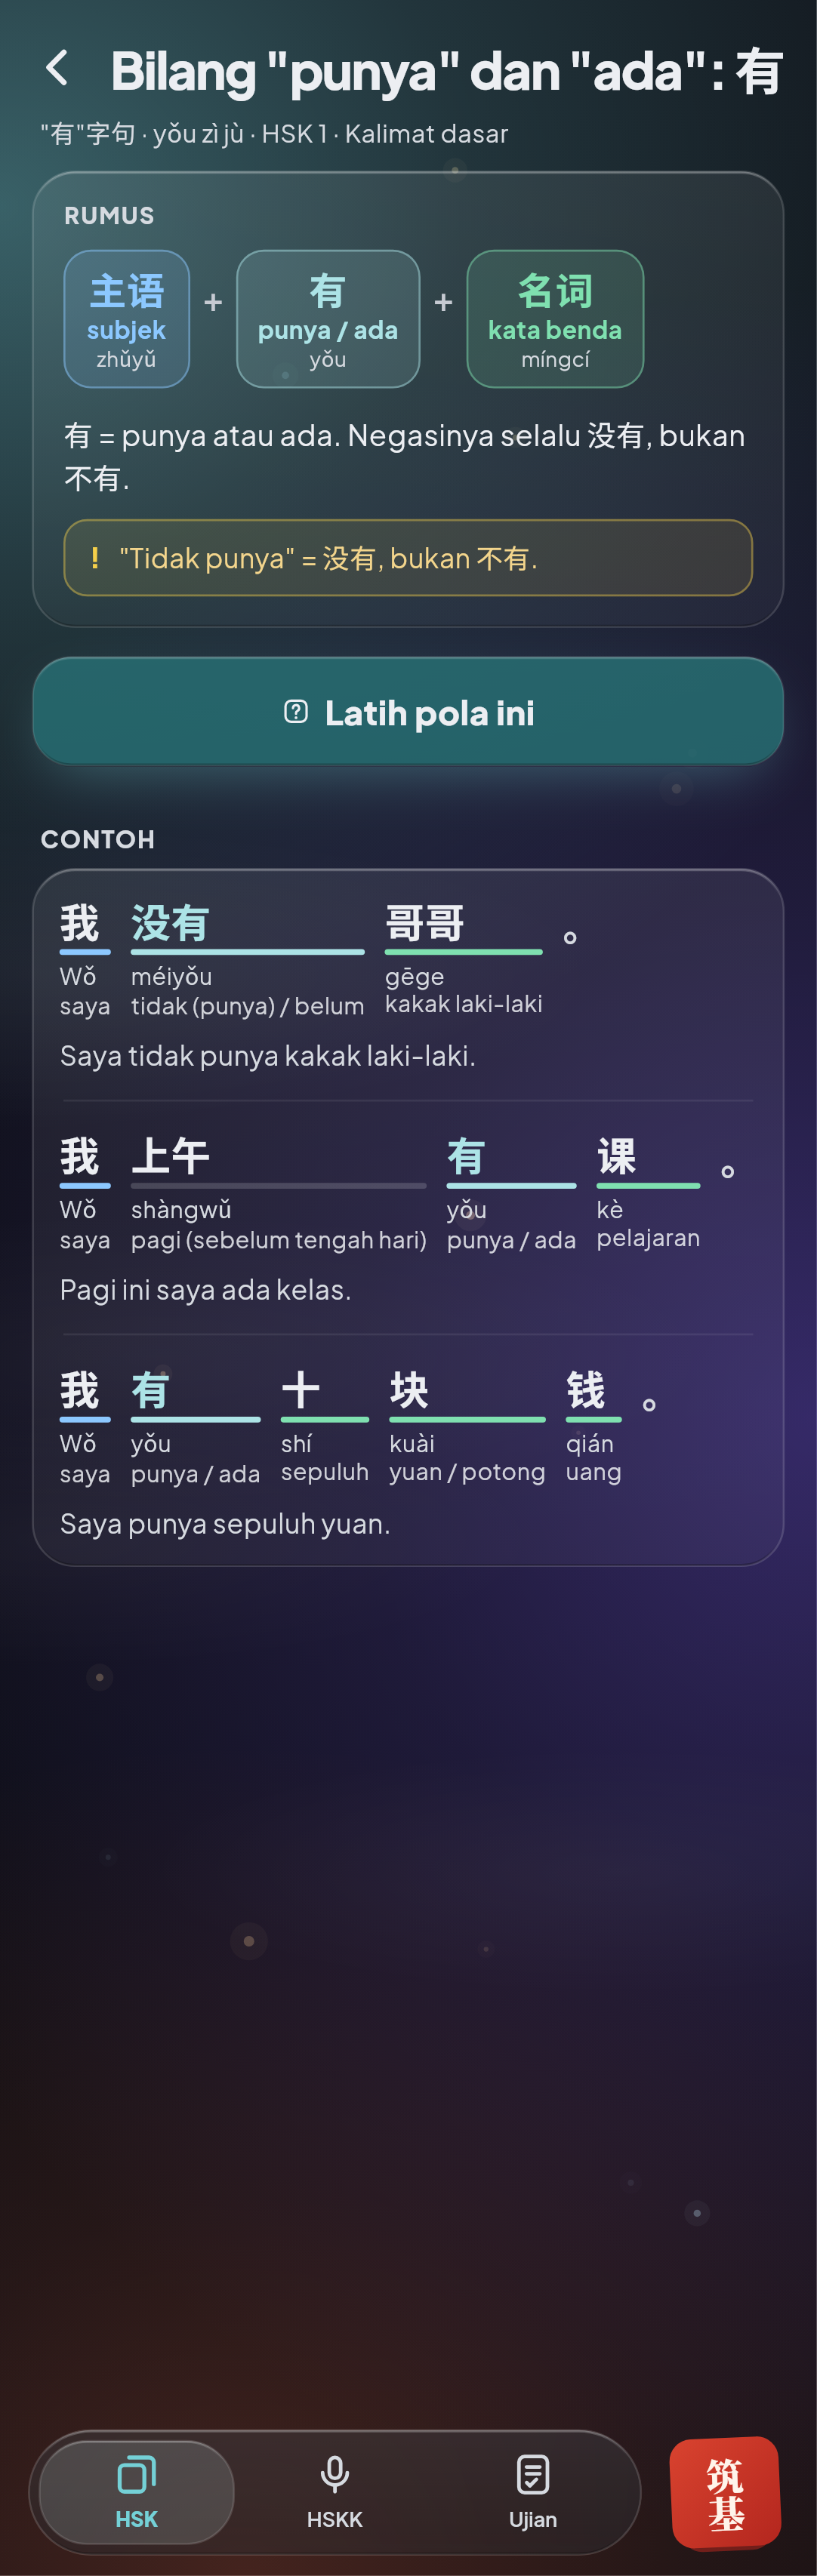 Bilang "punya" dan "ada": 有
"有"字句 · yǒu zì jù · HSK 1 · Kalimat dasar
RUMUS
主语 + 有 + 名词
subjek punya / ada kata benda
zhǔyǔ yǒu míngcí
有 = punya atau ada. Negasinya selalu 没有, bukan
不有.
! "Tidak punya" = 没有, bukan 不有.
Latih pola ini
CONTOH
我 没有 哥哥 。
Wǒ méiyǒu gēge
saya tidak (punya) / belum kakak laki-laki
Saya tidak punya kakak laki-laki.
我 上午 有 课 。
Wǒ shàngwǔ yǒu kè
saya pagi (sebelum tengah hari) punya / ada pelajaran
Pagi ini saya ada kelas.
我 有 十 块 钱 。
Wǒ yǒu shí kuài qián
saya punya / ada sepuluh yuan / potong uang
Saya punya sepuluh yuan.
HSK HSKK Ujian
筑基